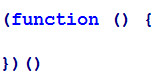 (function () {
})()